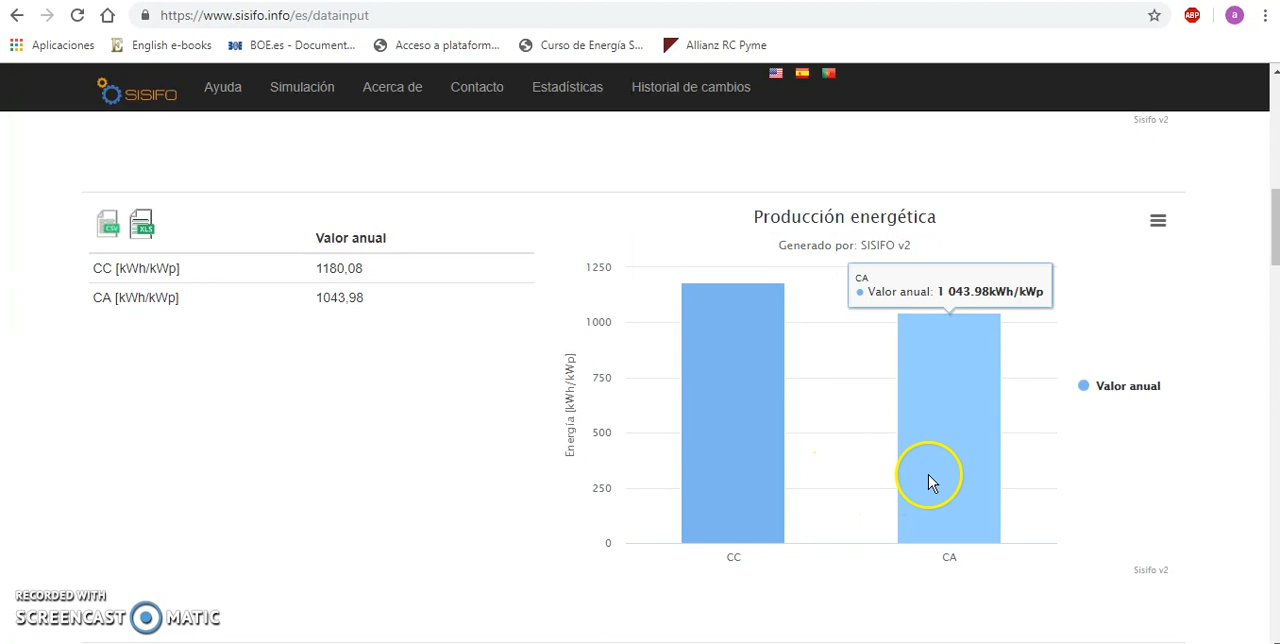 https://www.sisifo.info/es/datainput
ABP
a
Aplicaciones
English e-books
BOE BOE.es - Document...
Acceso a plataform...
Curso de Energía S...
Allianz RC Pyme
SISIFO
Ayuda
Simulación
Acerca de
Contacto
Estadísticas
Historial de cambios
Sisifo v2
CSV
XLS
Valor anual
CC [kWh/kWp] 1180,08
CA [kWh/kWp] 1043,98
Producción energética
Generado por: SISIFO v2
CA
Valor anual: 1 043.98kWh/kWp
Energía [kWh/kWp]
1250
1000
750
500
250
0
CC
CA
Valor anual
Sisifo v2
RECORDED WITH
SCREENCAST MATIC